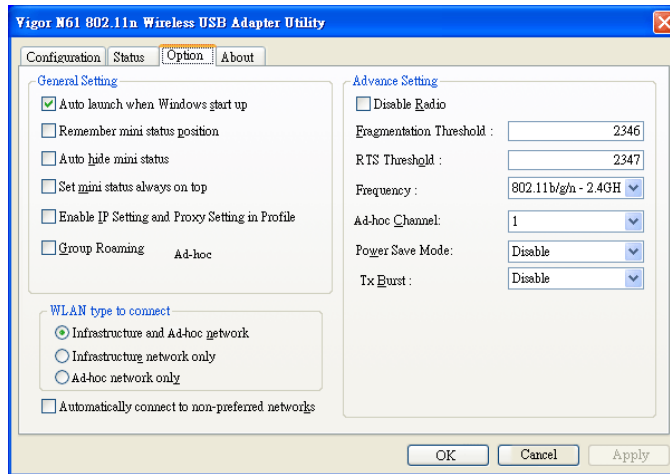 Vigor N61 802.11n Wireless USB Adapter Utility
Configuration Status Option About
General Setting
Auto launch when Windows start up
Remember mini status position
Auto hide mini status
Set mini status always on top
Enable IP Setting and Proxy Setting in Profile
Group Roaming Ad-hoc
WLAN type to connect
Infrastructure and Ad-hoc network
Infrastructure network only
Ad-hoc network only
Automatically connect to non-preferred networks
Advance Setting
Disable Radio
Fragmentation Threshold : 2346
RTS Threshold : 2347
Frequency : 802.11b/g/n - 2.4GH
Ad-hoc Channel: 1
Power Save Mode: Disable
Tx Burst : Disable
OK Cancel Apply